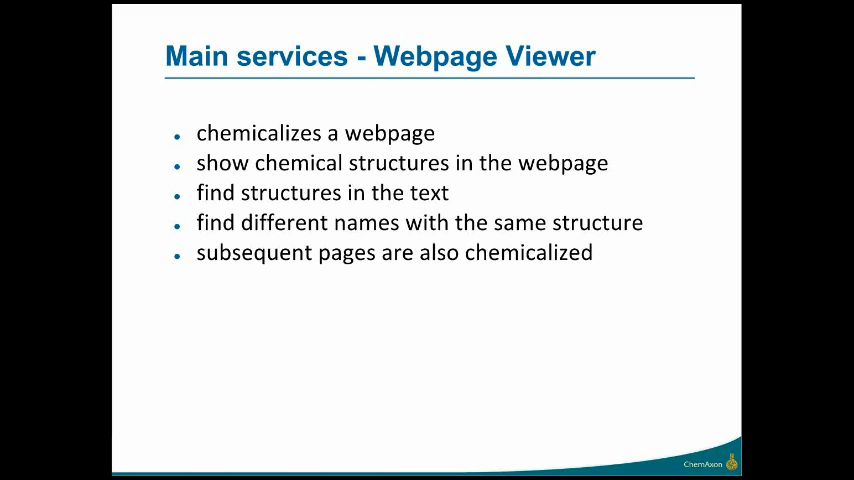 Main services - Webpage Viewer
chemicalizes a webpage
show chemical structures in the webpage
find structures in the text
find different names with the same structure
subsequent pages are also chemicalized
ChemAxon